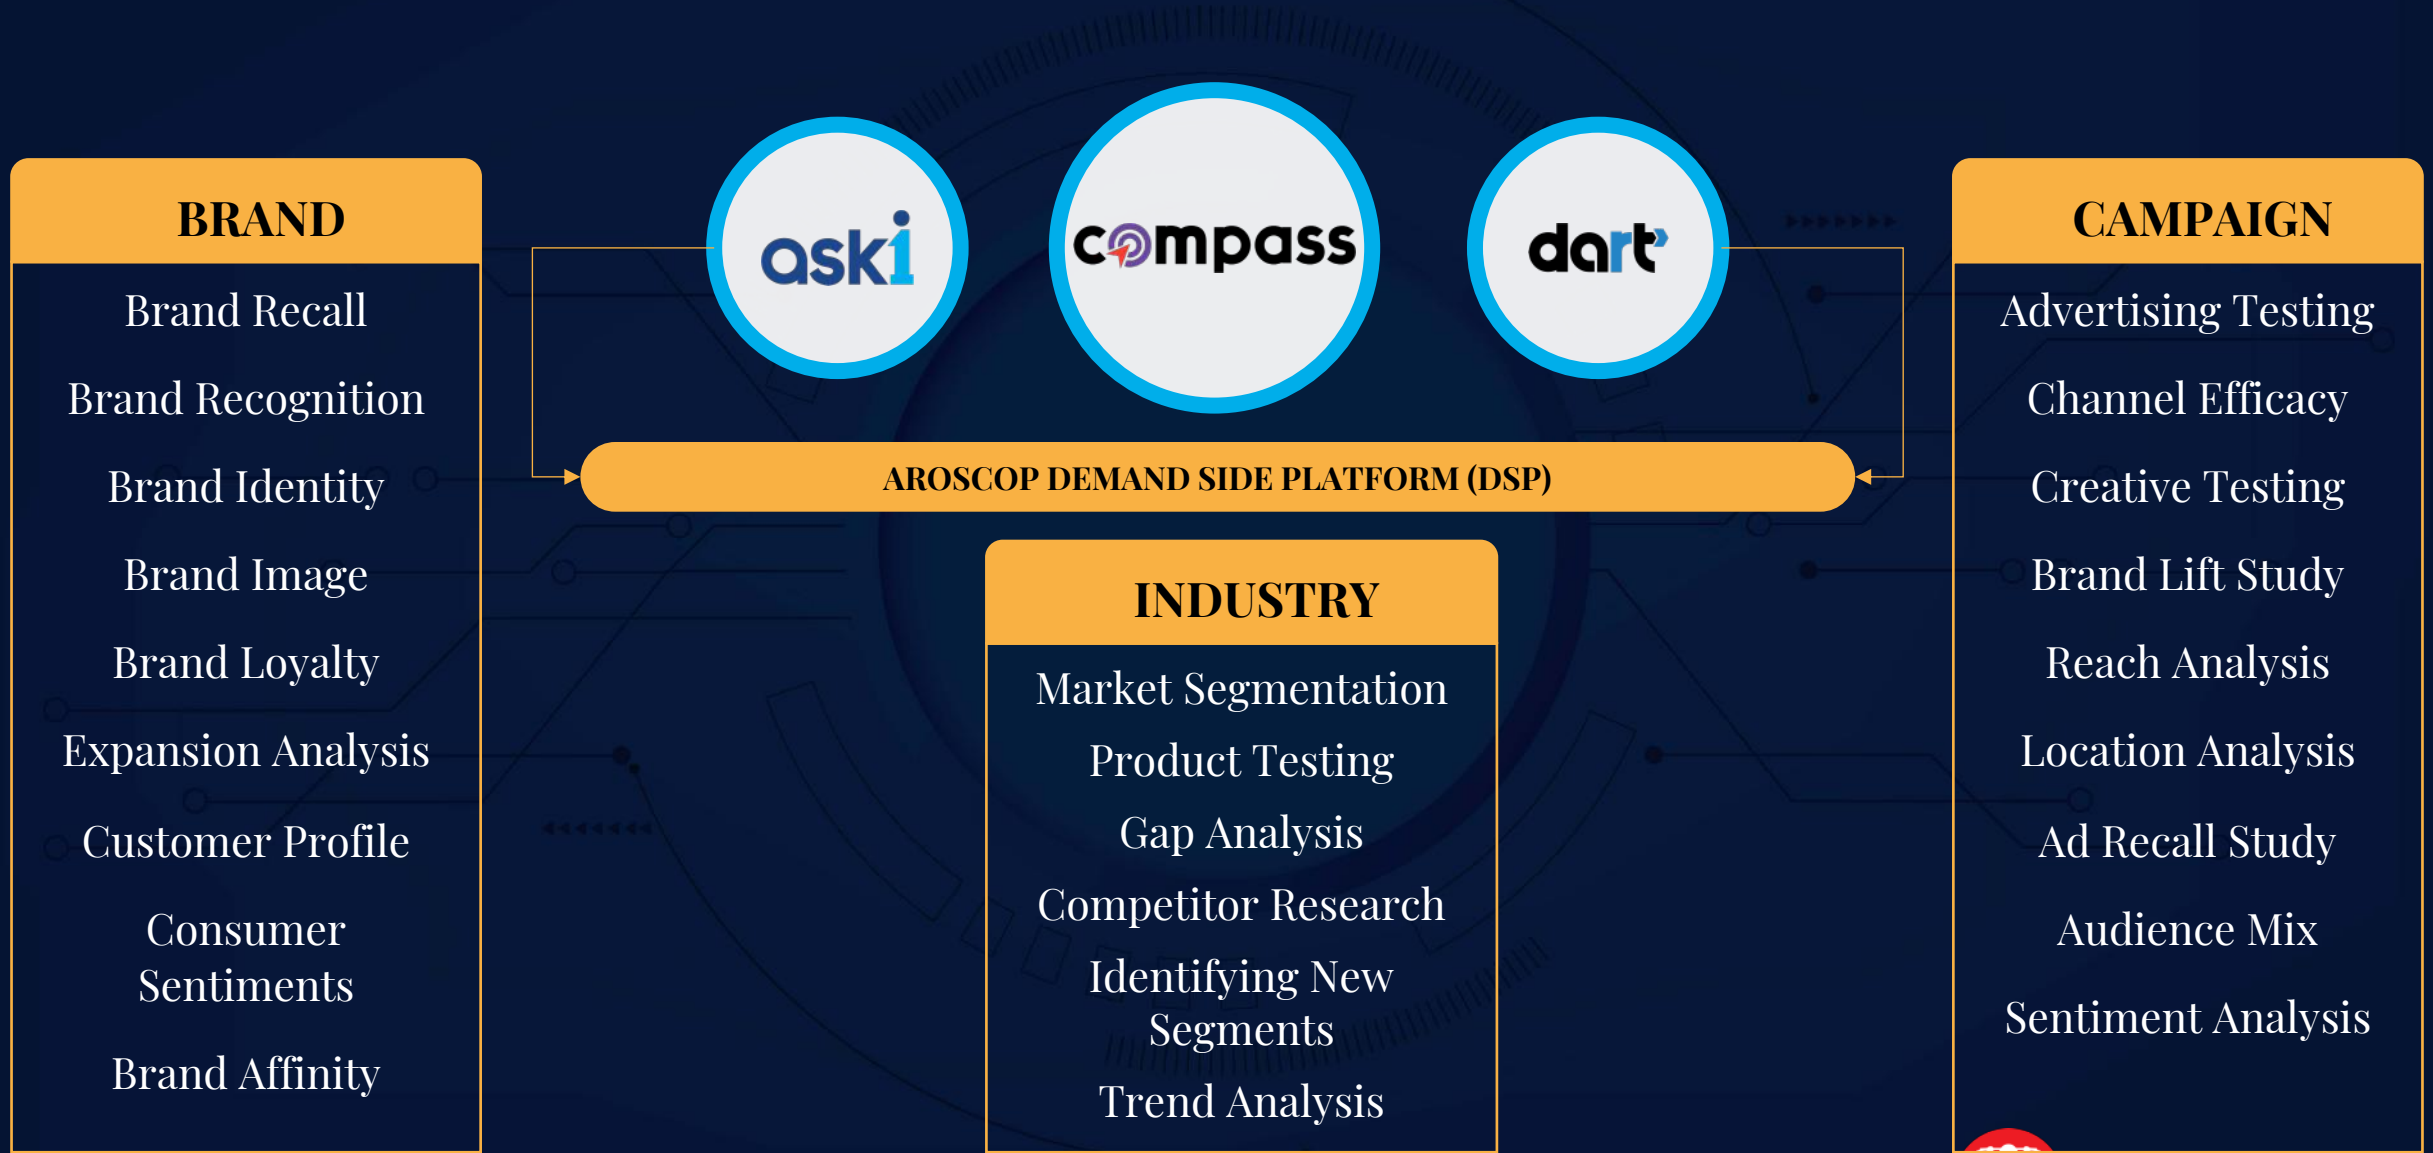 aski
compass
dart
AROSCOP DEMAND SIDE PLATFORM (DSP)
BRAND
Brand Recall
Brand Recognition
Brand Identity
Brand Image
Brand Loyalty
Expansion Analysis
Customer Profile
Consumer
Sentiments
Brand Affinity
INDUSTRY
Market Segmentation
Product Testing
Gap Analysis
Competitor Research
Identifying New
Segments
Trend Analysis
CAMPAIGN
Advertising Testing
Channel Efficacy
Creative Testing
Brand Lift Study
Reach Analysis
Location Analysis
Ad Recall Study
Audience Mix
Sentiment Analysis